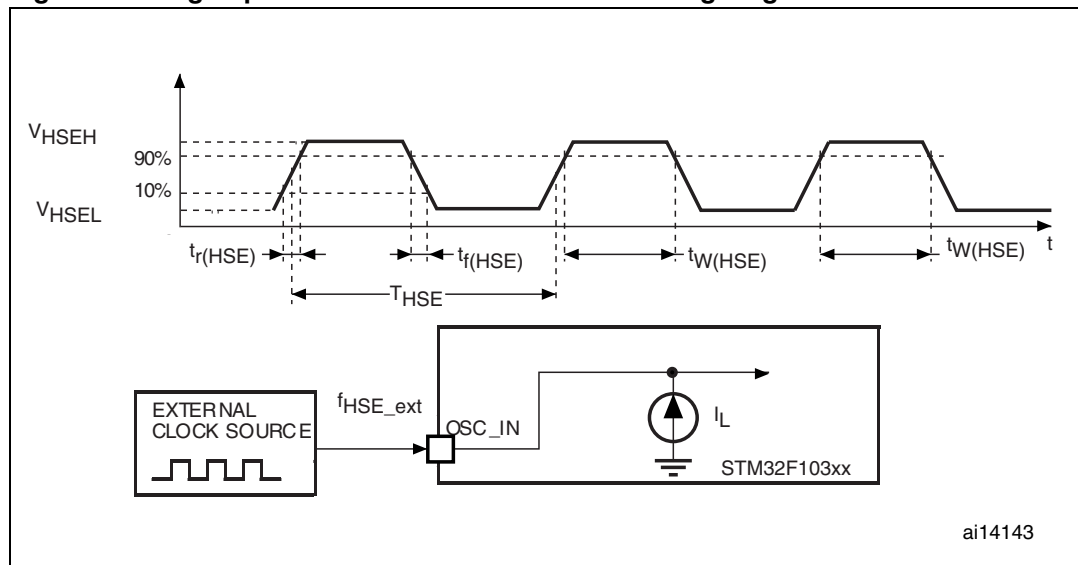 VHSEH
90%
10%
VHSEL
tr(HSE)
tf(HSE)
tW(HSE)
tW(HSE)
t
THSE
EXTERNAL
CLOCK SOURCE
fHSE_ext
OSC_IN
IL
STM32F103xx
ai14143